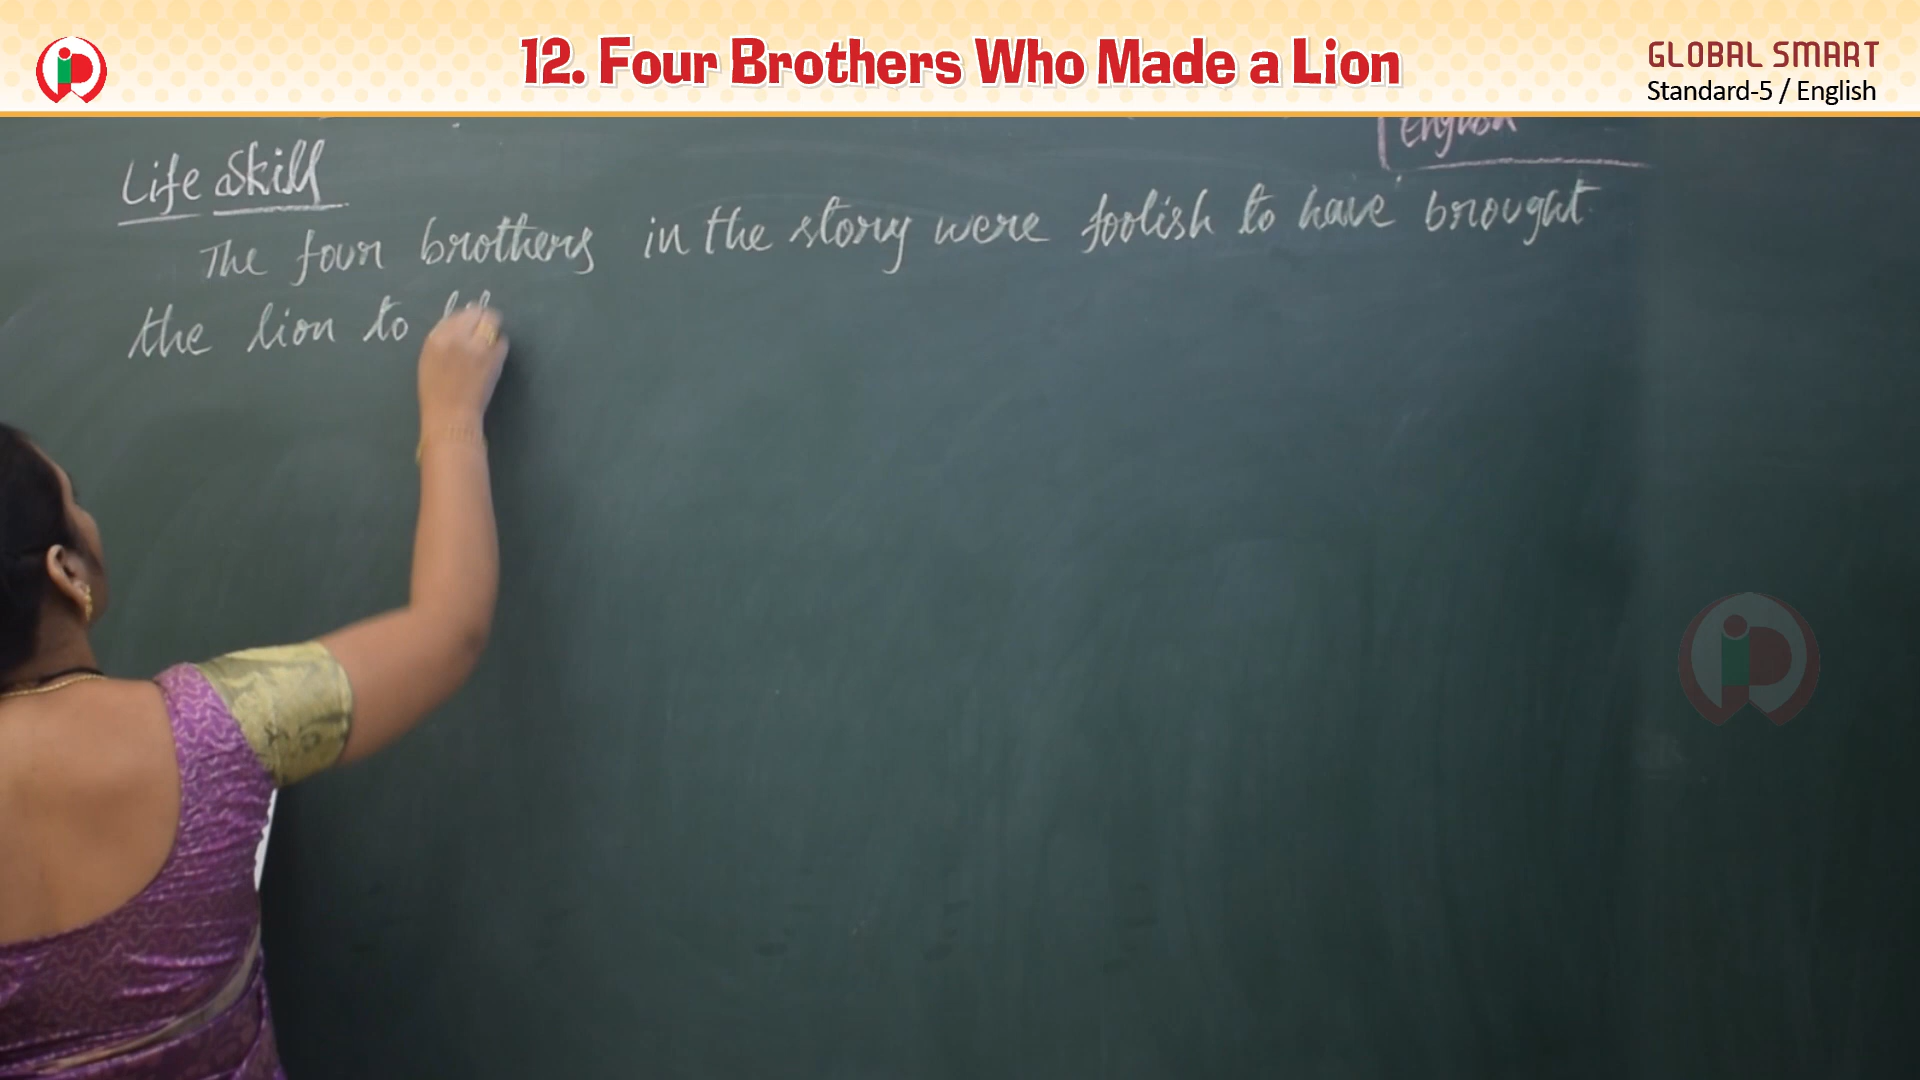 12. Four Brothers Who Made a Lion
GLOBAL SMART
Standard-5 / English
English
Life Skill
The four brothers in the story were foolish to have brought
the lion to